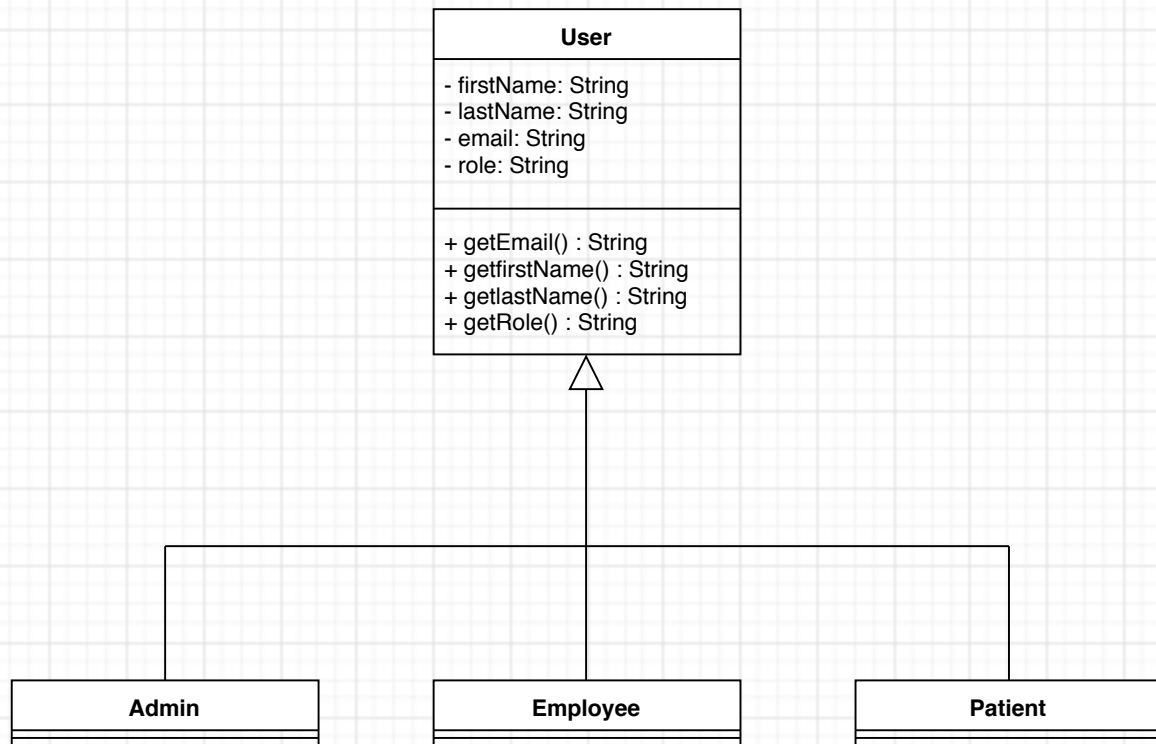 User
- firstName: String
- lastName: String
- email: String
- role: String
+ getEmail() : String
+ getfirstName() : String
+ getlastName() : String
+ getRole() : String
Admin
Employee
Patient